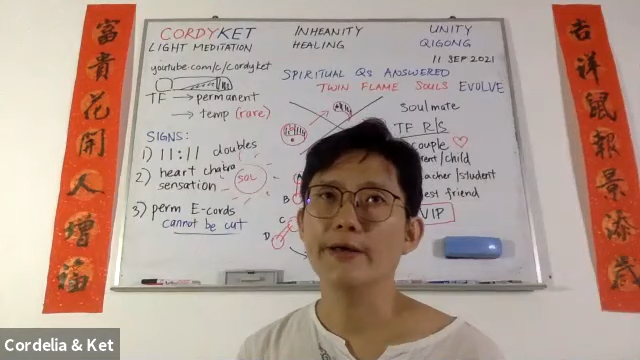 富貴花開人增福
CORDYKET
LIGHT MEDITATION
INHEANITY
HEALING
UNITY
QIGONG
11 SEP 2021
youtube.com/c/cordyket
SPIRITUAL Qs ANSWERED
TWIN FLAME SOULS EVOLVE
TF → permanent
→ temp (rare)
SIGNS:
1) 11:11 doubles
2) heart chakra
sensation
SOL
3) perm E-cords
cannot be cut
A
B
C
D
Soulmate
TF R/S
couple
/child
/student
friend
VIP
吉祥鼠報景添歲
Cordelia & Ket